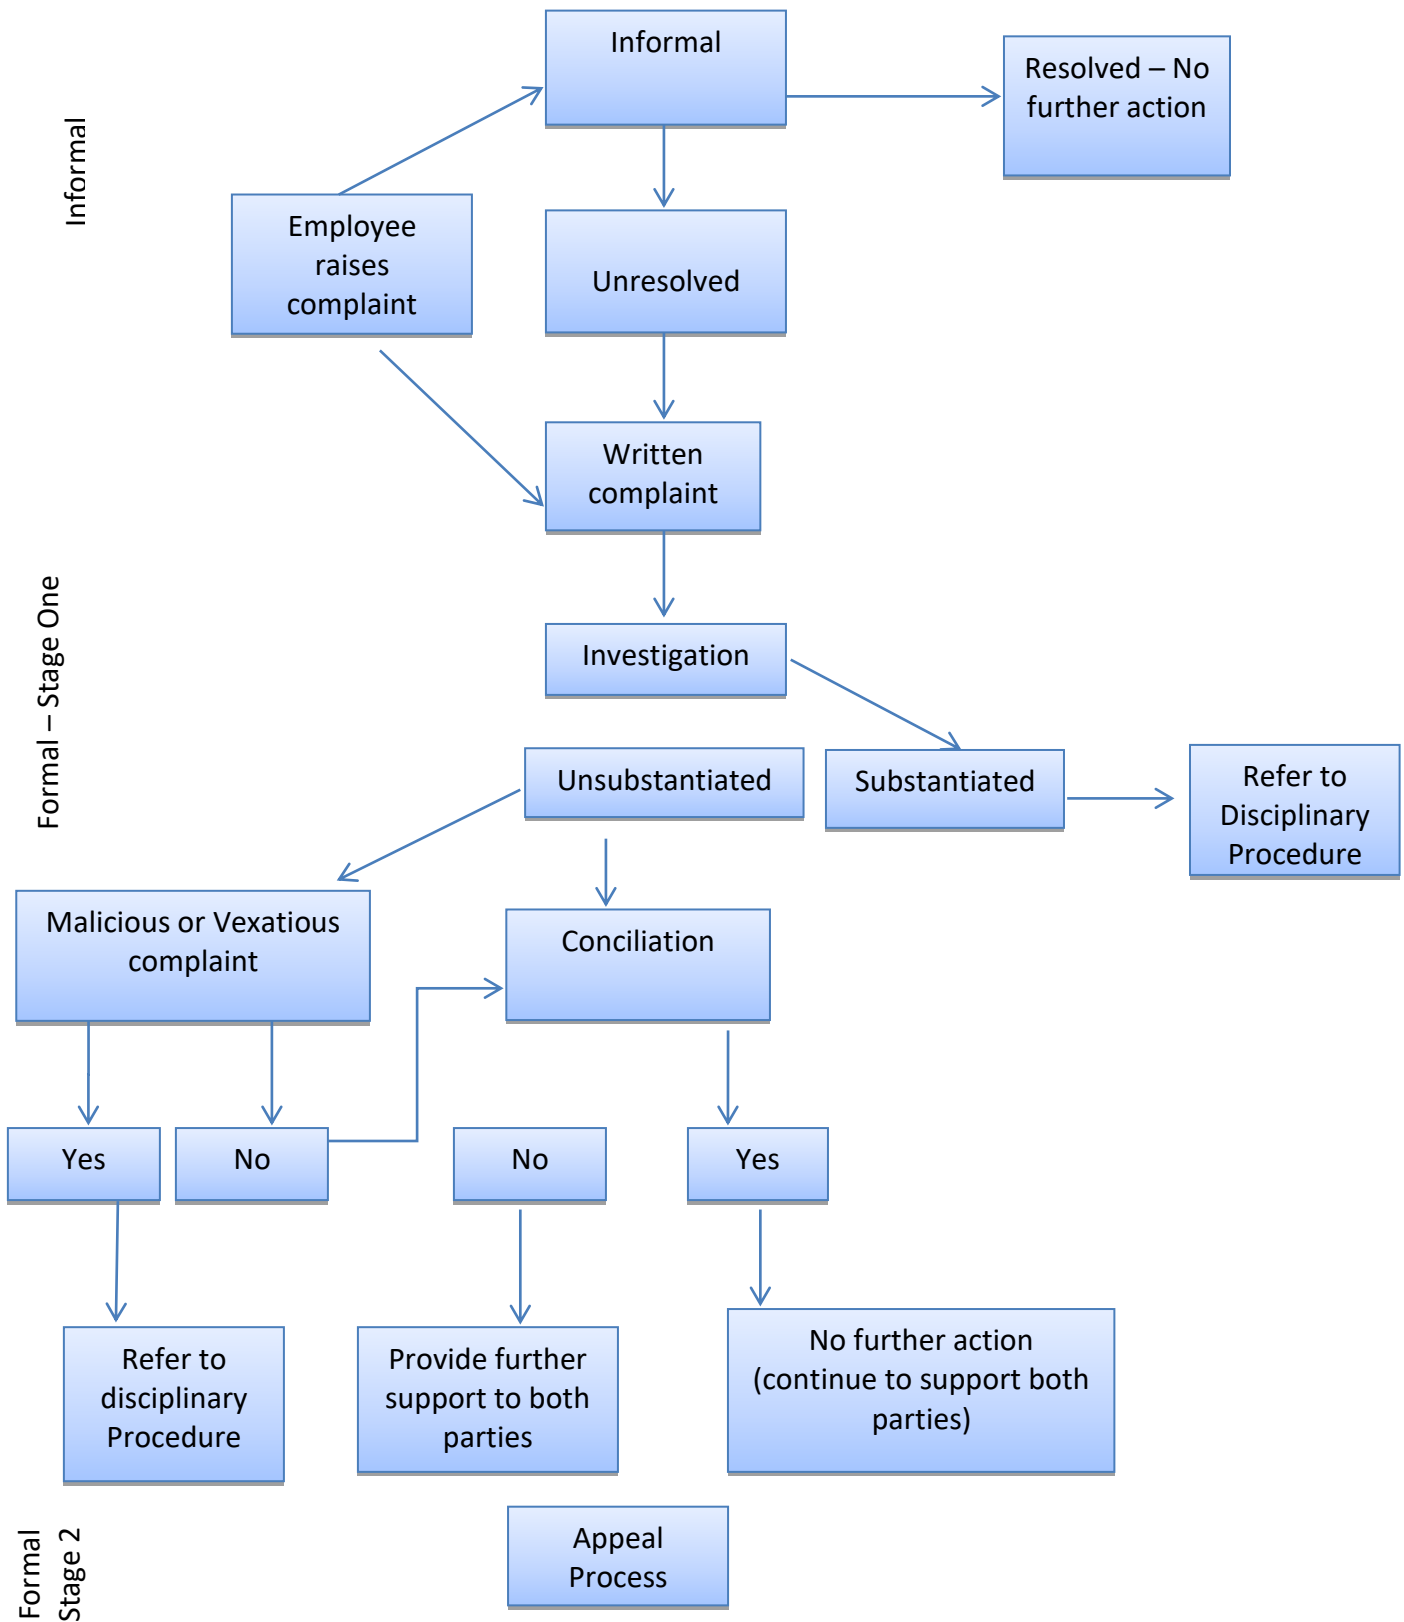 Informal
Resolved – No
further action
Informal
Employee
raises
complaint
Unresolved
Written
complaint
Formal – Stage One
Investigation
Unsubstantiated
Substantiated
Refer to
Disciplinary
Procedure
Malicious or Vexatious
complaint
Conciliation
Yes
No
No
Yes
Refer to
disciplinary
Procedure
Provide further
support to both
parties
No further action
(continue to support both
parties)
Formal
Stage 2
Appeal
Process